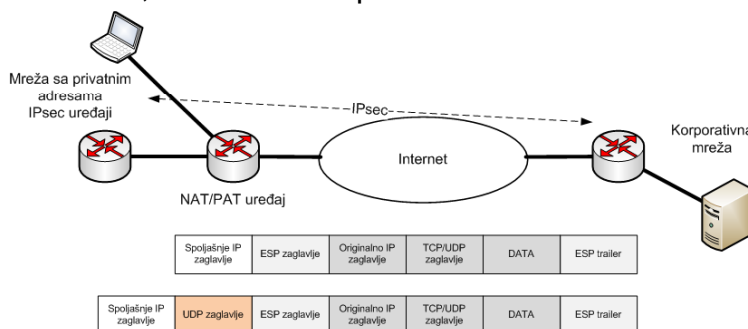 Mreža sa privatnim
adresama
IPsec uređaji
IPsec
Korporativna
mreža
Internet
NAT/PAT uređaj
Spoljašnje IP
zaglavlje
ESP zaglavlje
Originalno IP
zaglavlje
TCP/UDP
zaglavlje
DATA
ESP trailer
Spoljašnje IP
zaglavlje
UDP zaglavlje
ESP zaglavlje
Originalno IP
zaglavlje
TCP/UDP
zaglavlje
DATA
ESP trailer